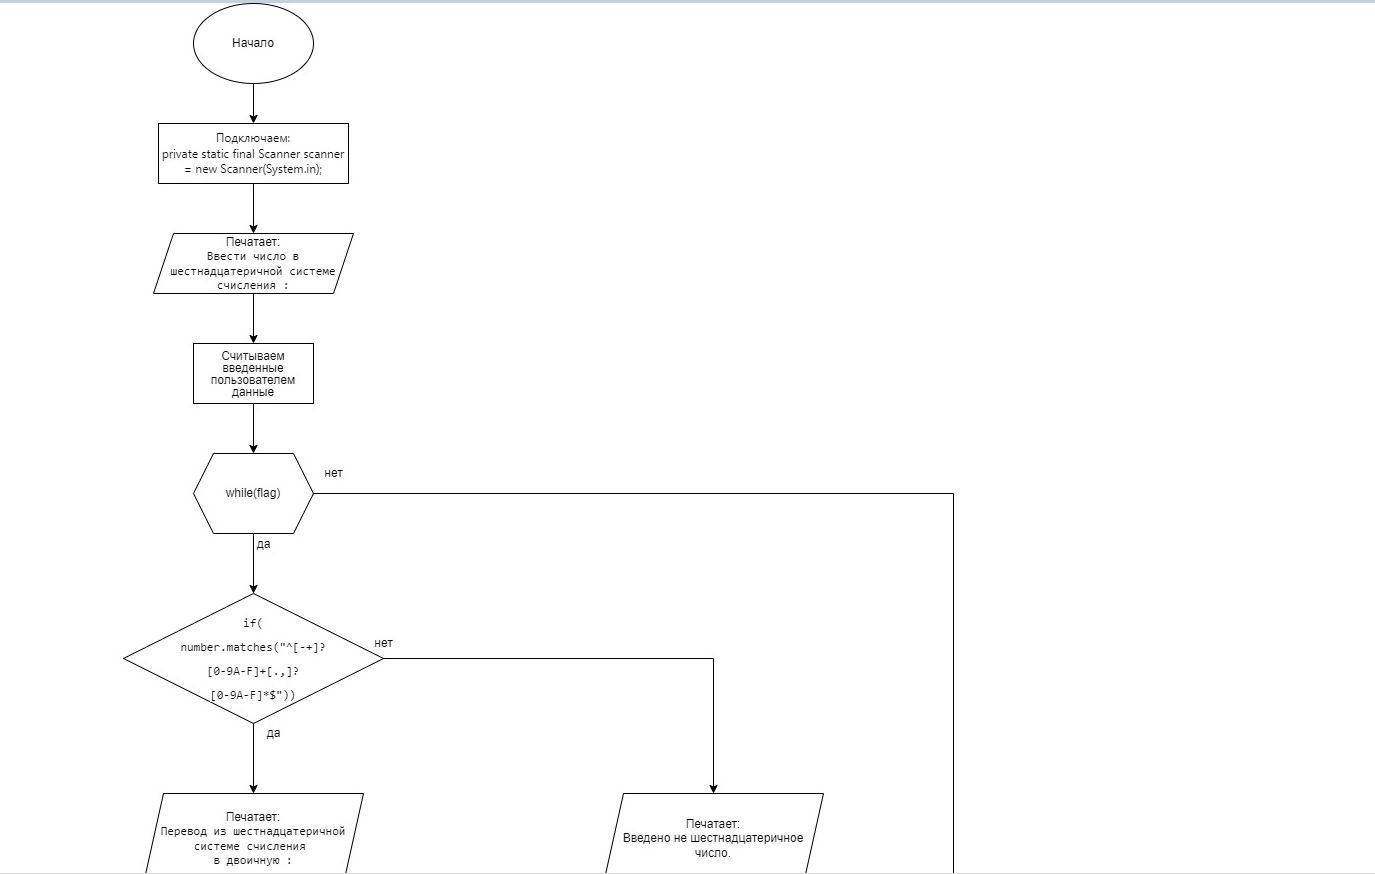 Начало
Подключаем:
private static final Scanner scanner
= new Scanner(System.in);
Печатает:
Ввести число в
шестнадцатеричной системе
счисления :
Считываем
введенные
пользователем
данные
while(flag)
нет
да
if(
number.matches("^[-+]?
[0-9A-F]+[.,]?
[0-9A-F]*$"))
нет
да
Печатает:
Перевод из шестнадцатеричной
системе счисления
в двоичную :
Печатает:
Введено не шестнадцатеричное
число.